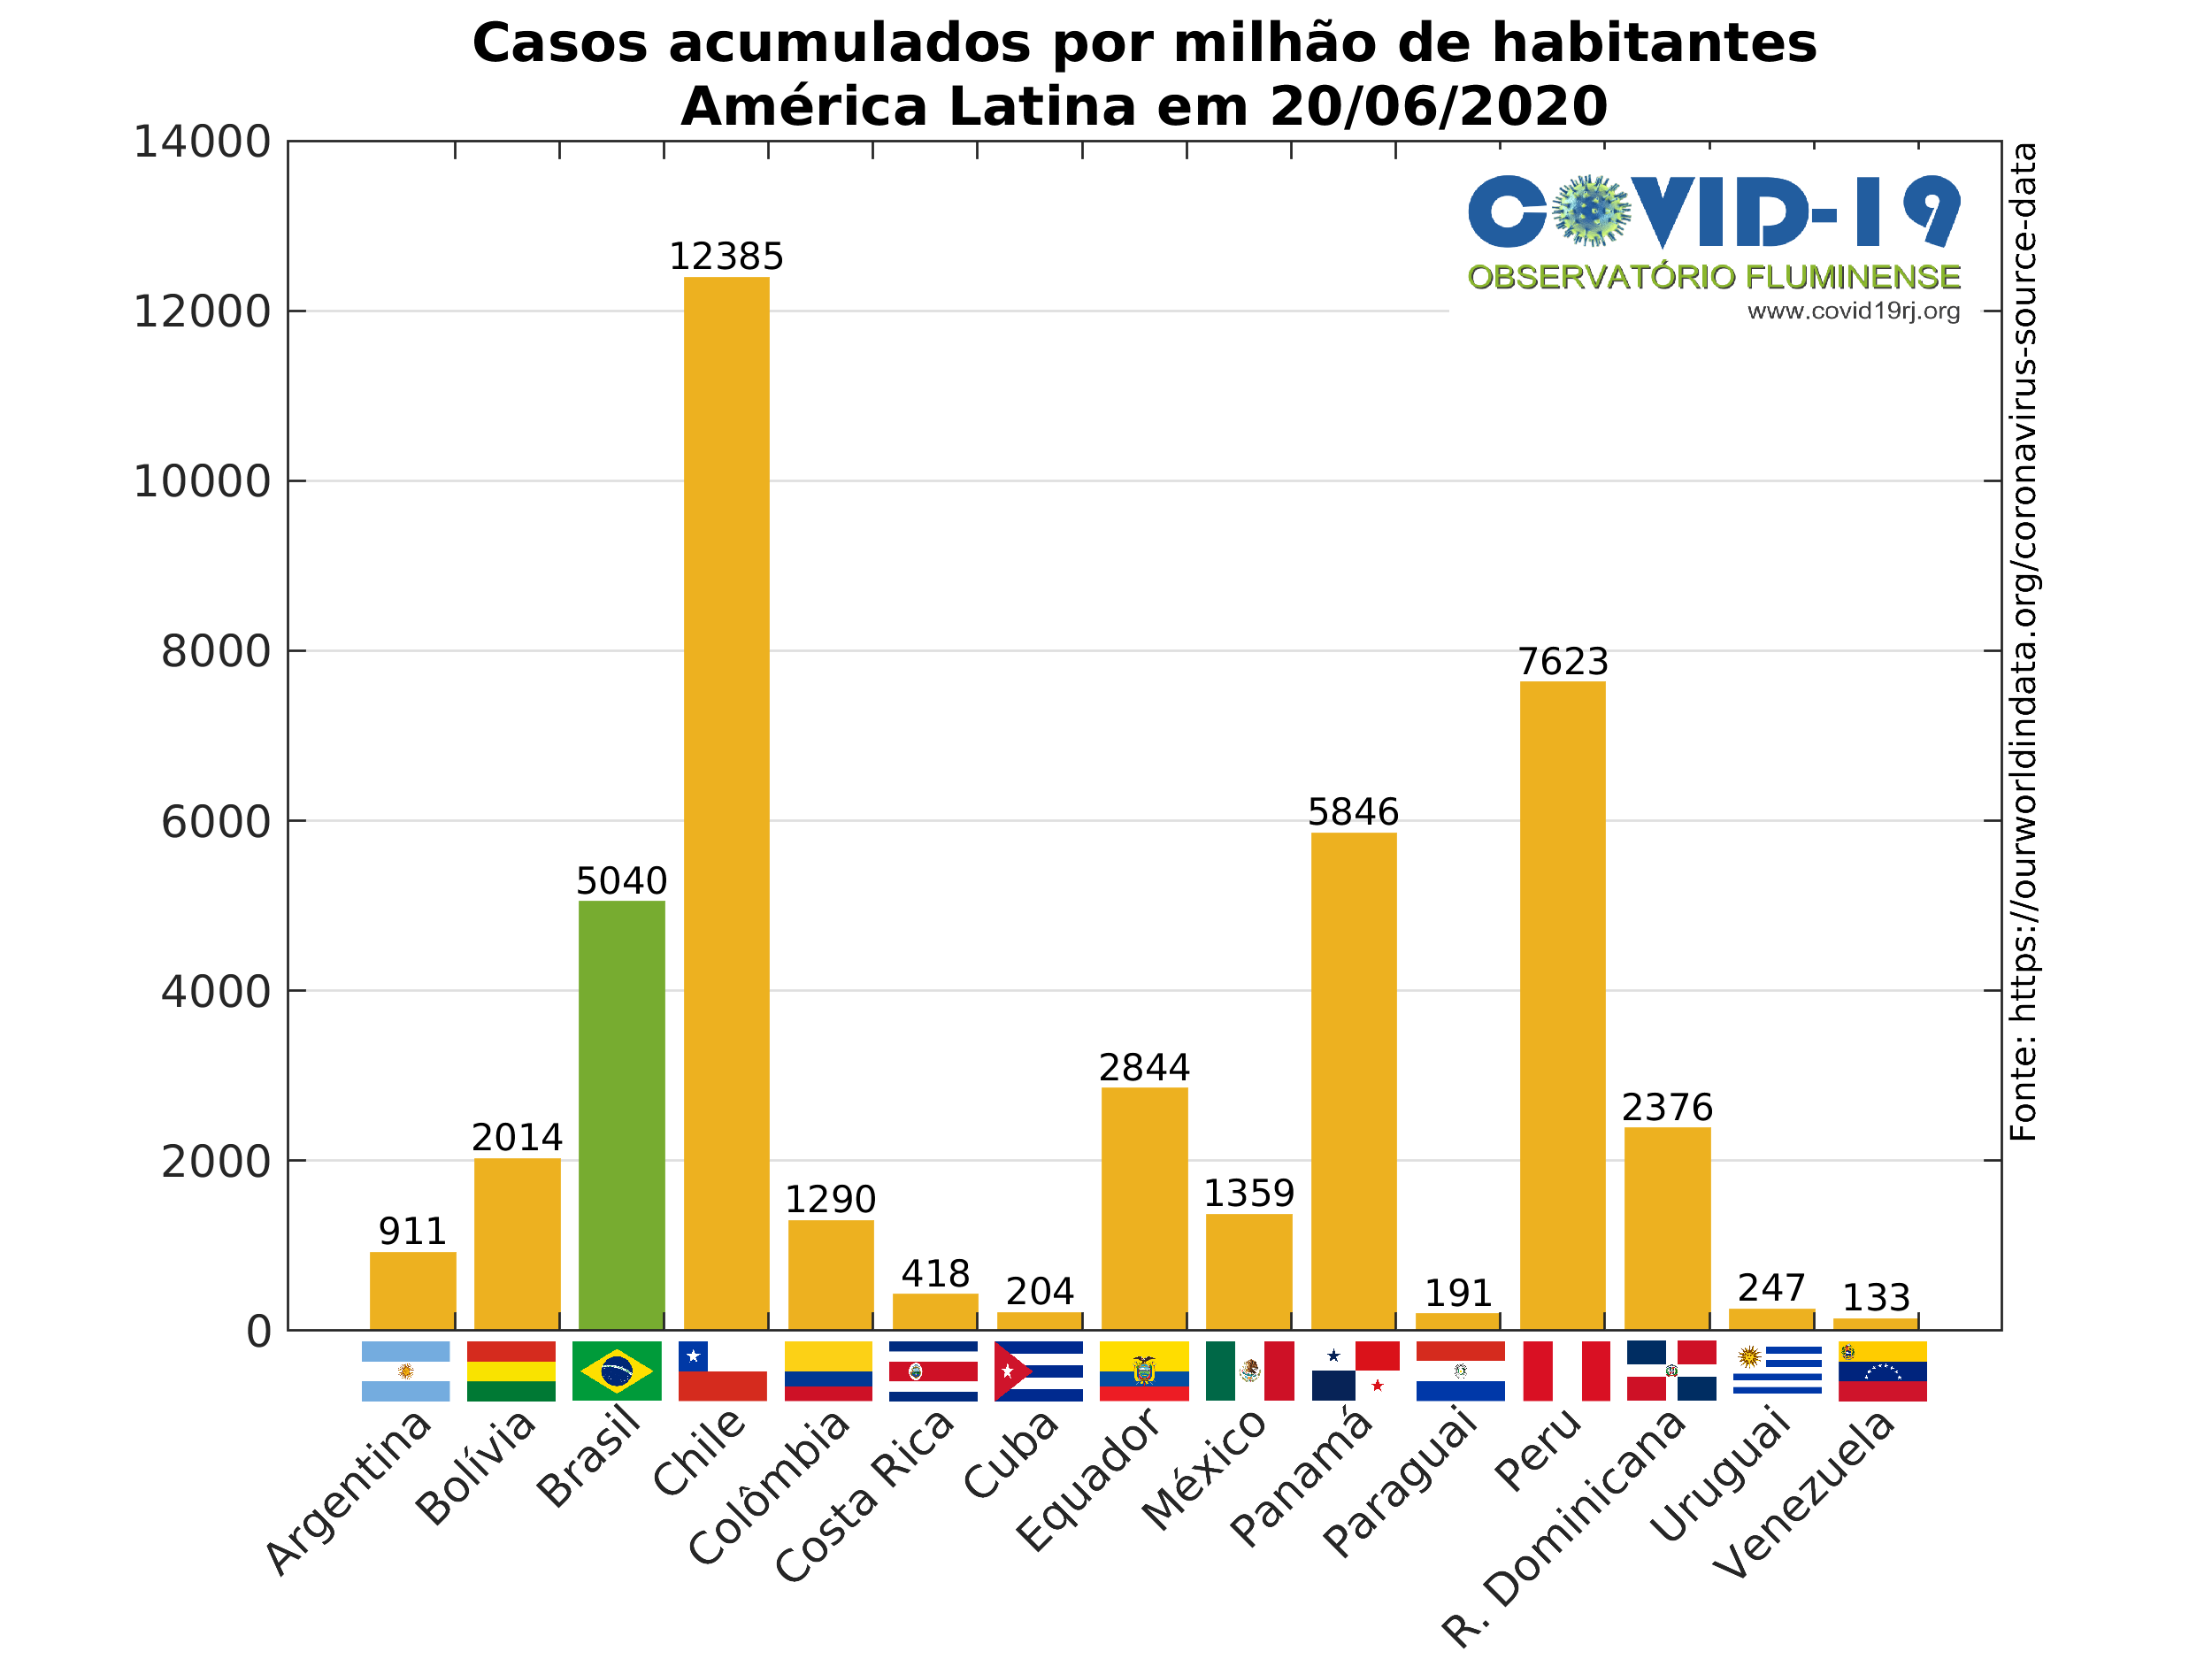 Casos acumulados por milhão de habitantes
América Latina em 20/06/2020
14000
12000
10000
8000
6000
4000
2000
0
COVID-19
OBSERVATÓRIO FLUMINENSE
www.covid19rj.org
Fonte: https://ourworldindata.org/coronavirus-source-data
911
2014
5040
12385
1290
418
204
2844
1359
5846
191
7623
2376
247
133
Argentina
Bolívia
Brasil
Chile
Colômbia
Costa Rica
Cuba
Equador
México
Panamá
Paraguai
Peru
R. Dominicana
Uruguai
Venezuela